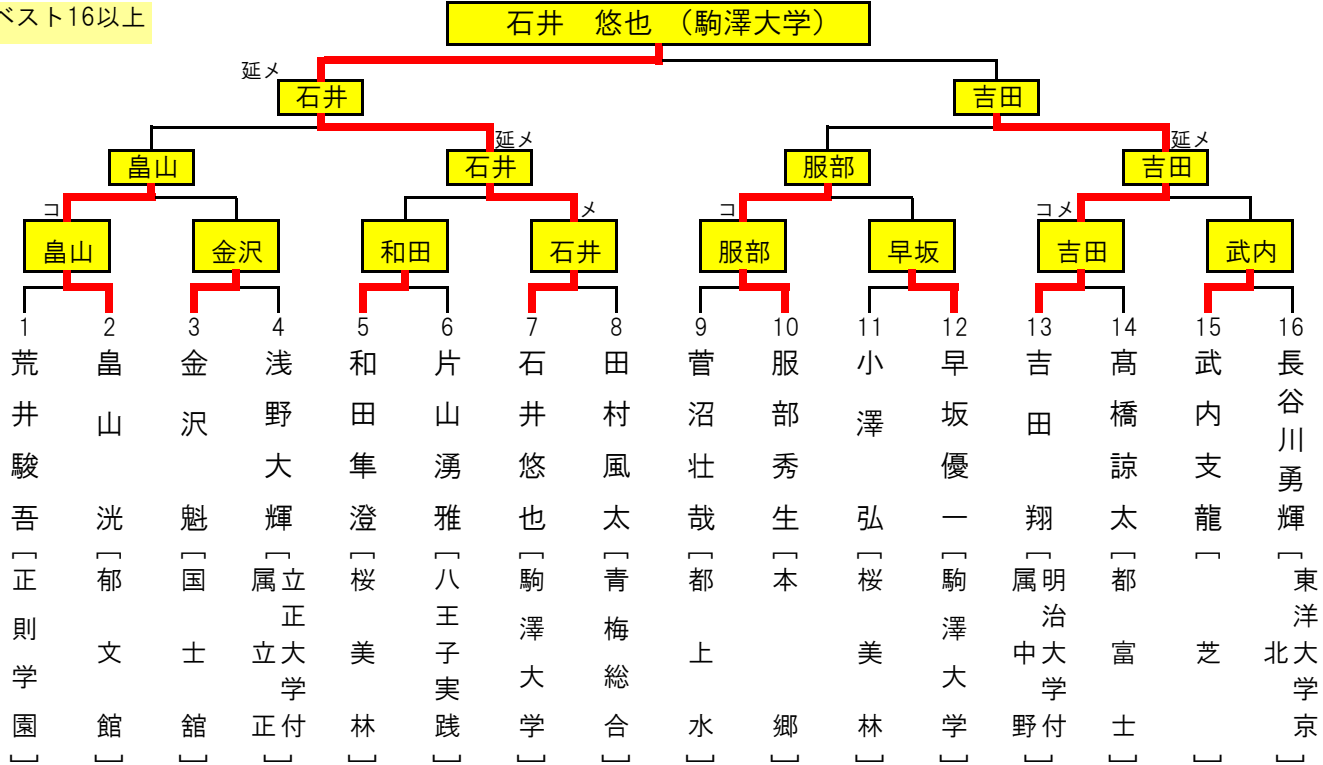 ベスト16以上
石井　悠也　（駒澤大学）
延メ
石井
吉田
延メ
延メ
畠山
石井
服部
吉田
コ
メ
コ
コメ
畠山
金沢
和田
石井
服部
早坂
吉田
武内
1
2
3
4
5
6
7
8
9
10
11
12
13
14
15
16
荒井駿吾 [正則学園]
畠山洸 [郁文館]
金沢魁 [国士舘]
浅野大輝 [立正大学付属立正]
和田隼澄 [桜美林]
片山湧雅 [八王子実践]
石井悠也 [駒澤大学]
田村風太 [青梅総合]
菅沼壮哉 [都上水]
服部秀生 [本郷]
小澤弘 [桜美林]
早坂優一 [駒澤大学]
吉田翔 [明治大学付属中野]
髙橋諒太 [都富士]
武内支龍 [芝]
長谷川勇輝 [東洋大学京北]